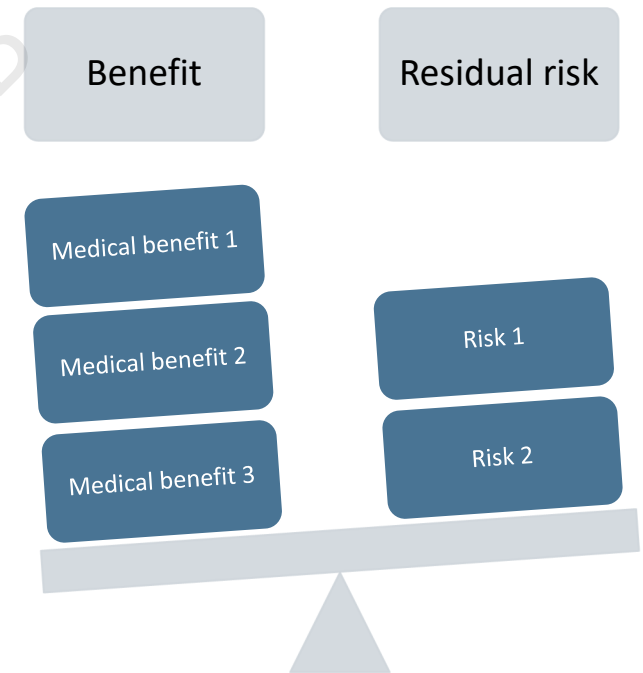 Benefit
Residual risk
Medical benefit 1
Medical benefit 2
Medical benefit 3
Risk 1
Risk 2